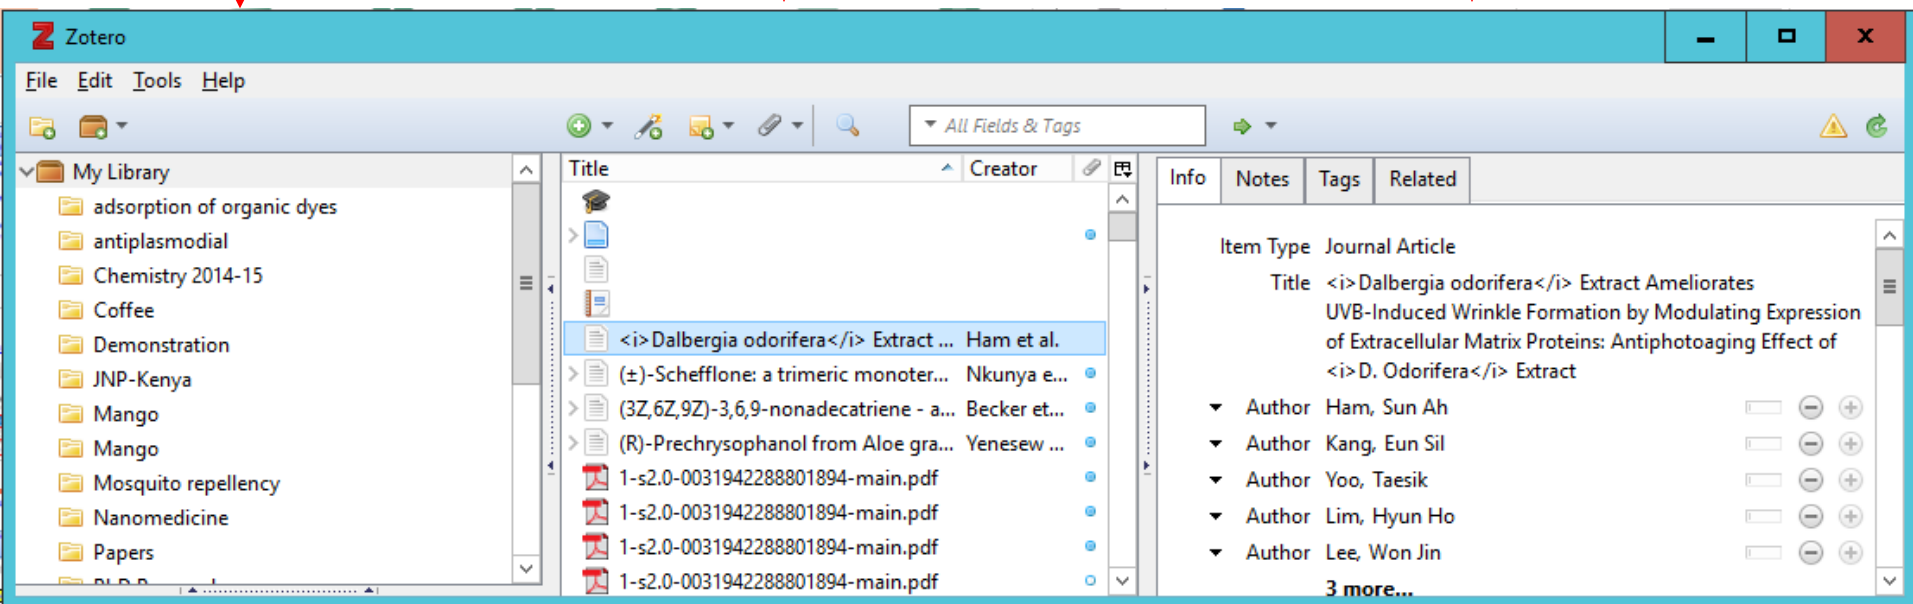 Zotero
File Edit Tools Help
All Fields & Tags
My Library
adsorption of organic dyes
antiplasmodial
Chemistry 2014-15
Coffee
Demonstration
JNP-Kenya
Mango
Mango
Mosquito repellency
Nanomedicine
Papers
Title Creator
<i>Dalbergia odorifera</i> Extract ... Ham et al.
(±)-Schefflone: a trimeric monoter... Nkunya e...
(3Z,6Z,9Z)-3,6,9-nonadecatriene - a... Becker et...
(R)-Prechrysophanol from Aloe gra... Yenesew ...
1-s2.0-0031942288801894-main.pdf
1-s2.0-0031942288801894-main.pdf
1-s2.0-0031942288801894-main.pdf
1-s2.0-0031942288801894-main.pdf
Info Notes Tags Related
Item Type Journal Article
Title <i>Dalbergia odorifera</i> Extract Ameliorates
UVB-Induced Wrinkle Formation by Modulating Expression
of Extracellular Matrix Proteins: Antiphotoaging Effect of
<i>D. Odorifera</i> Extract
Author Ham, Sun Ah
Author Kang, Eun Sil
Author Yoo, Taesik
Author Lim, Hyun Ho
Author Lee, Won Jin
3 more...